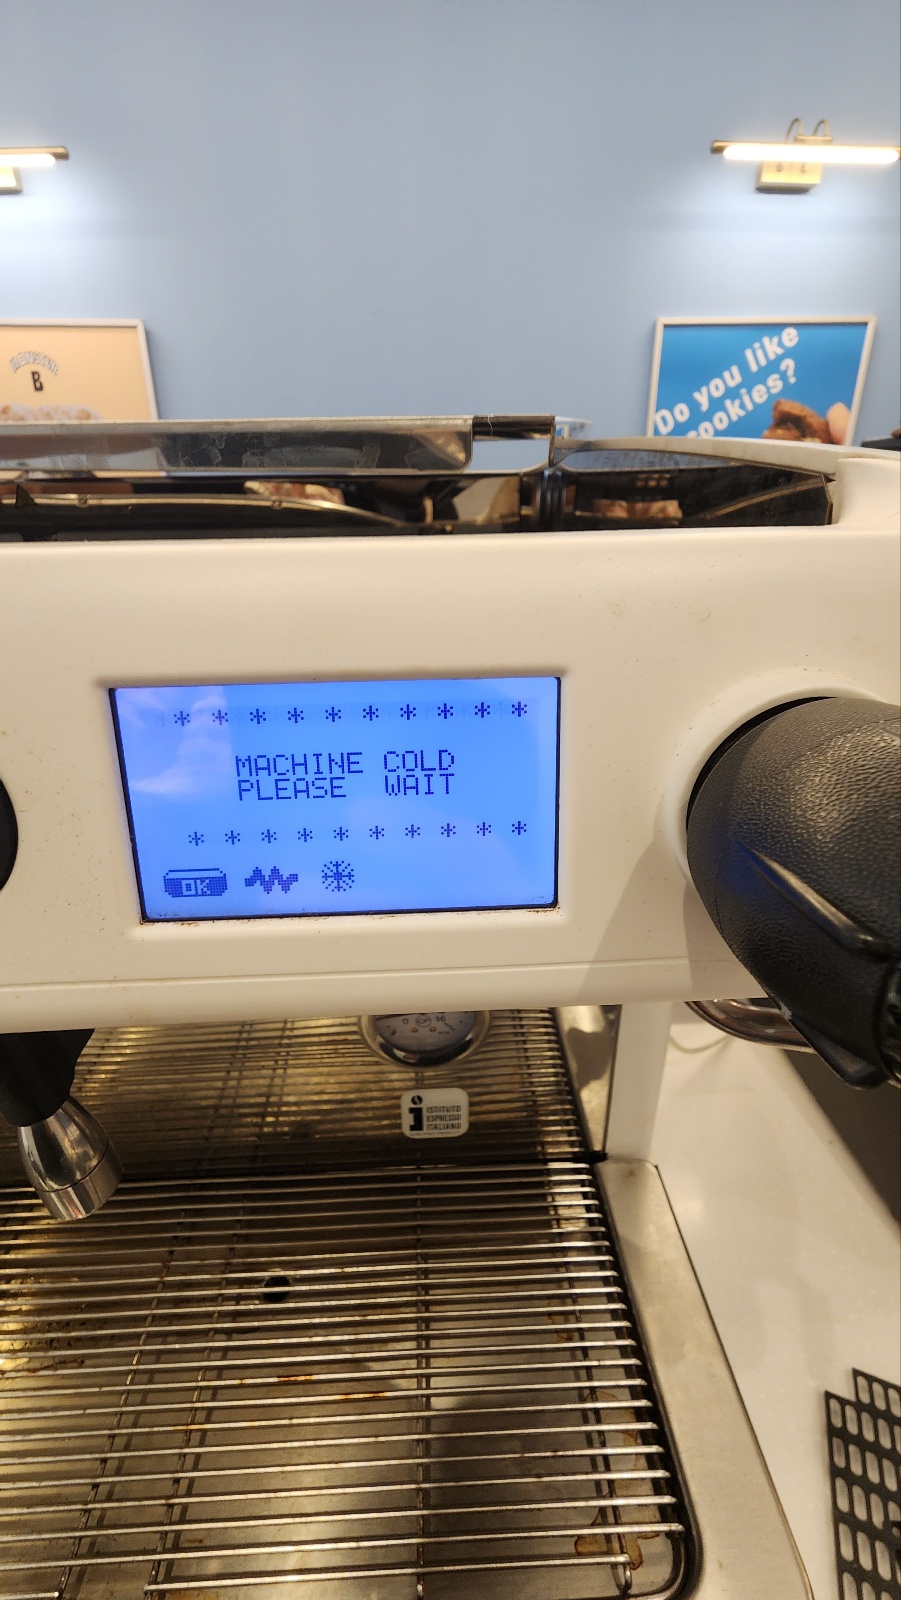 B
Do you like
cookies?
* * * * * * * * * *
MACHINE COLD
PLEASE WAIT
* * * * * * * * * *
OK
ISTITUTO
ESPRESSO
ITALIANO